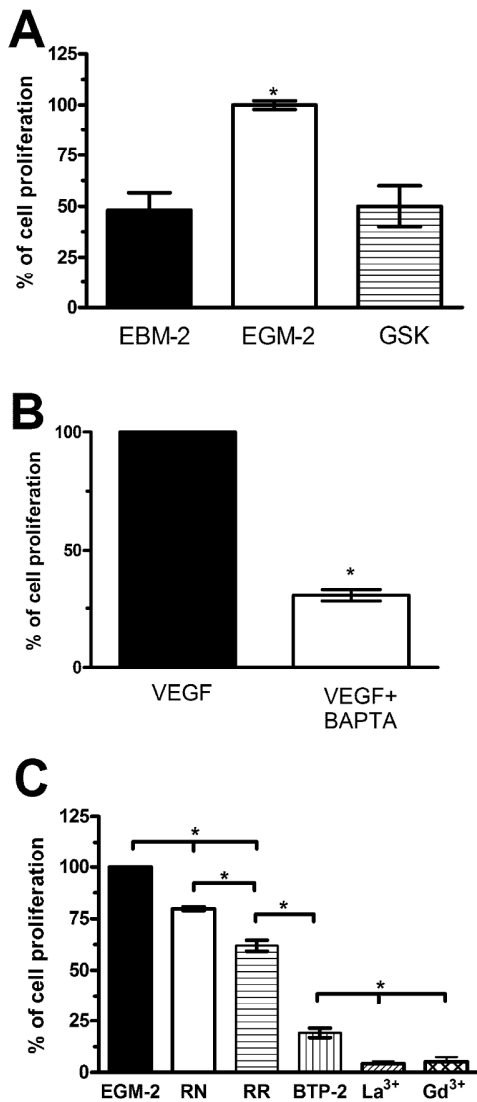 A
% of cell proliferation
125
100
75
50
25
0
*
EBM-2 EGM-2 GSK
B
% of cell proliferation
100
50
0
*
VEGF VEGF+
BAPTA
C
% of cell proliferation
125
100
75
50
25
0
*
*
*
*
EGM-2 RN RR BTP-2 La3+ Gd3+